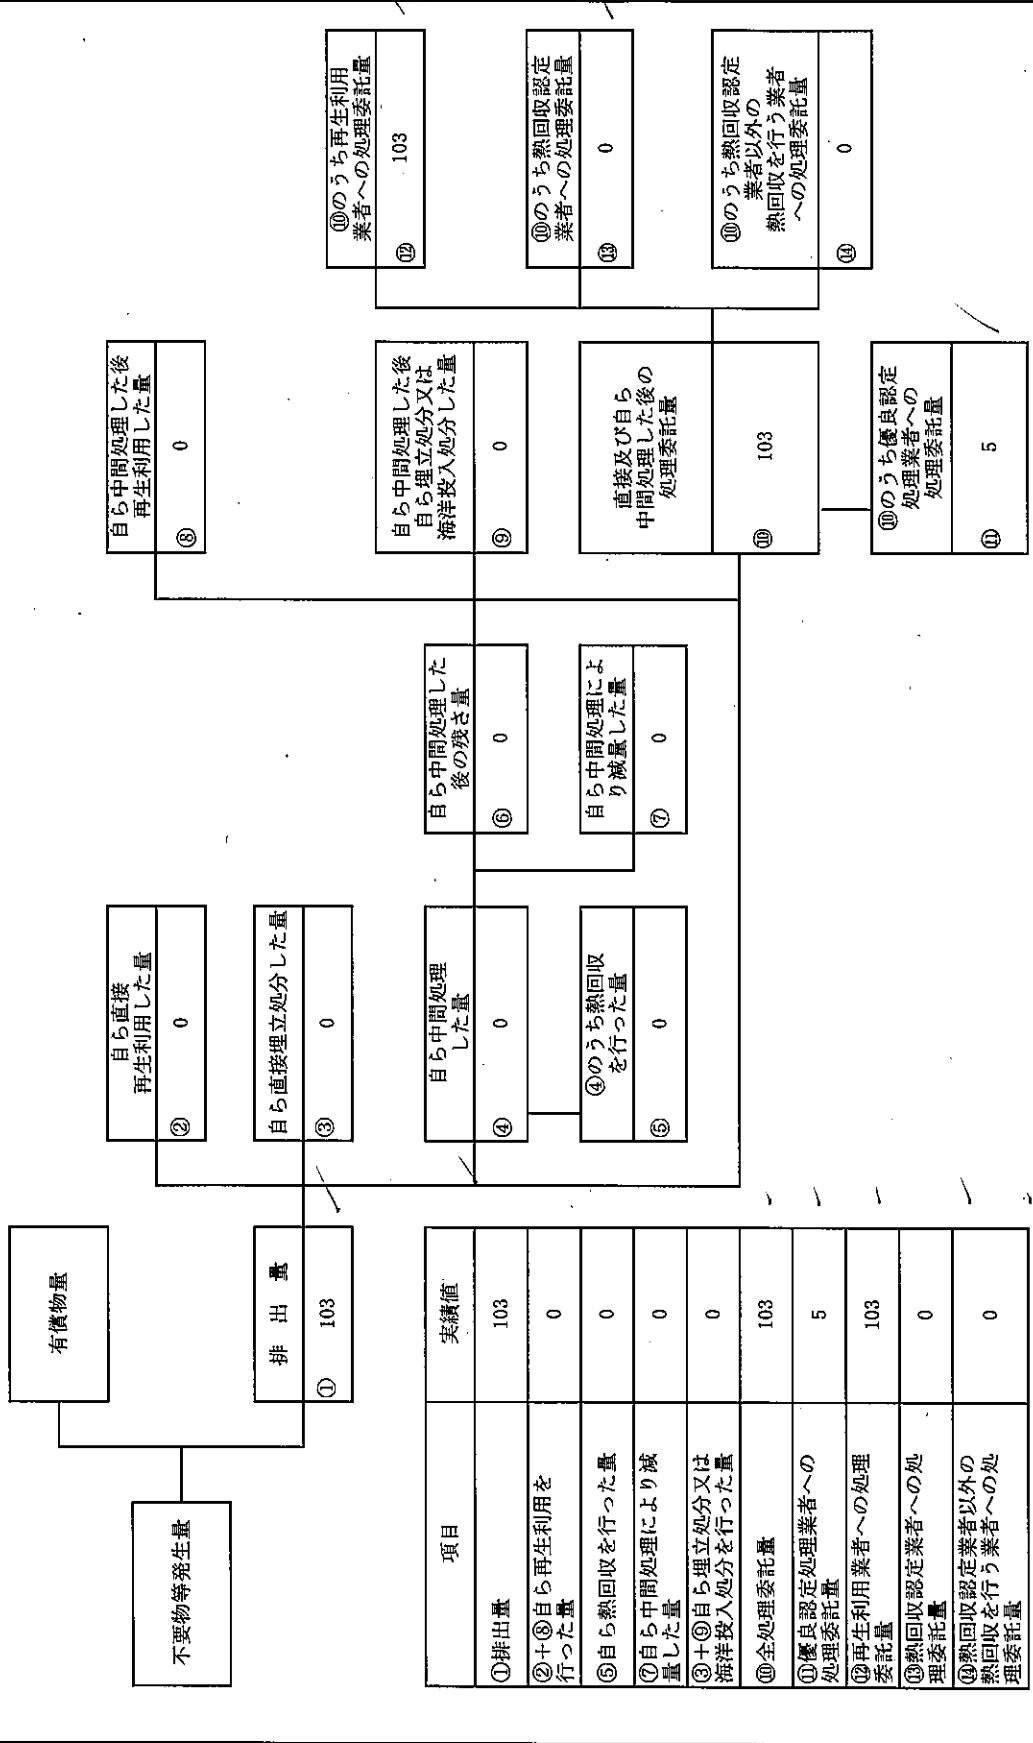 不要物等発生量
有償物量
排　出　量
① 103
自ら直接
再生利用した量
② 0
自ら直接埋立処分した量
③ 0
自ら中間処理
した量
④ 0
④のうち熱回収
を行った量
⑤ 0
自ら中間処理した
後の残さ量
⑥ 0
自ら中間処理によ
り減量した量
⑦ 0
自ら中間処理した後
再生利用した量
⑧ 0
自ら中間処理した後
自ら埋立処分又は
海洋投入処分した量
⑨ 0
直接及び自ら
中間処理した後の
処理委託量
⑩ 103
⑩のうち優良認定
処理業者への
処理委託量
⑪ 5
⑩のうち再生利用
業者への処理委託量
⑫ 103
⑩のうち熱回収認定
業者への処理委託量
⑬ 0
⑩のうち熱回収認定
業者以外の
熱回収を行う業者
への処理委託量
⑭ 0
項目 実績値
①排出量 103
②+⑧自ら再生利用を
行った量 0
⑤自ら熱回収を行った量 0
⑦自ら中間処理により減
量した量 0
③+⑨自ら埋立処分又は
海洋投入処分を行った量 0
⑩全処理委託量 103
⑪優良認定処理業者への
処理委託量 5
⑫再生利用業者への処理
委託量 103
⑬熱回収認定業者への処
理委託量 0
⑭熱回収認定業者以外の
熱回収を行う業者への処
理委託量 0